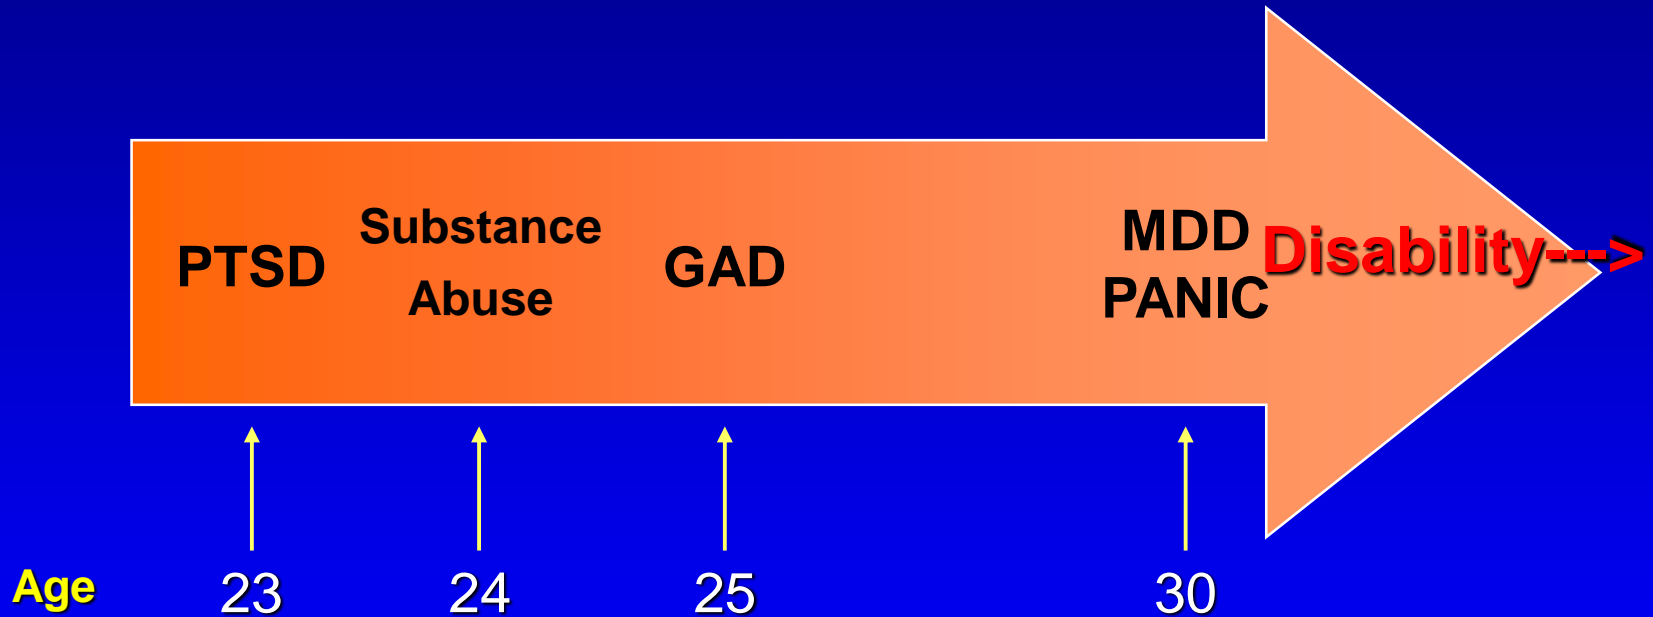 PTSD
Substance
Abuse
GAD
MDD
PANIC
Disability--->
Age 23 24 25 30